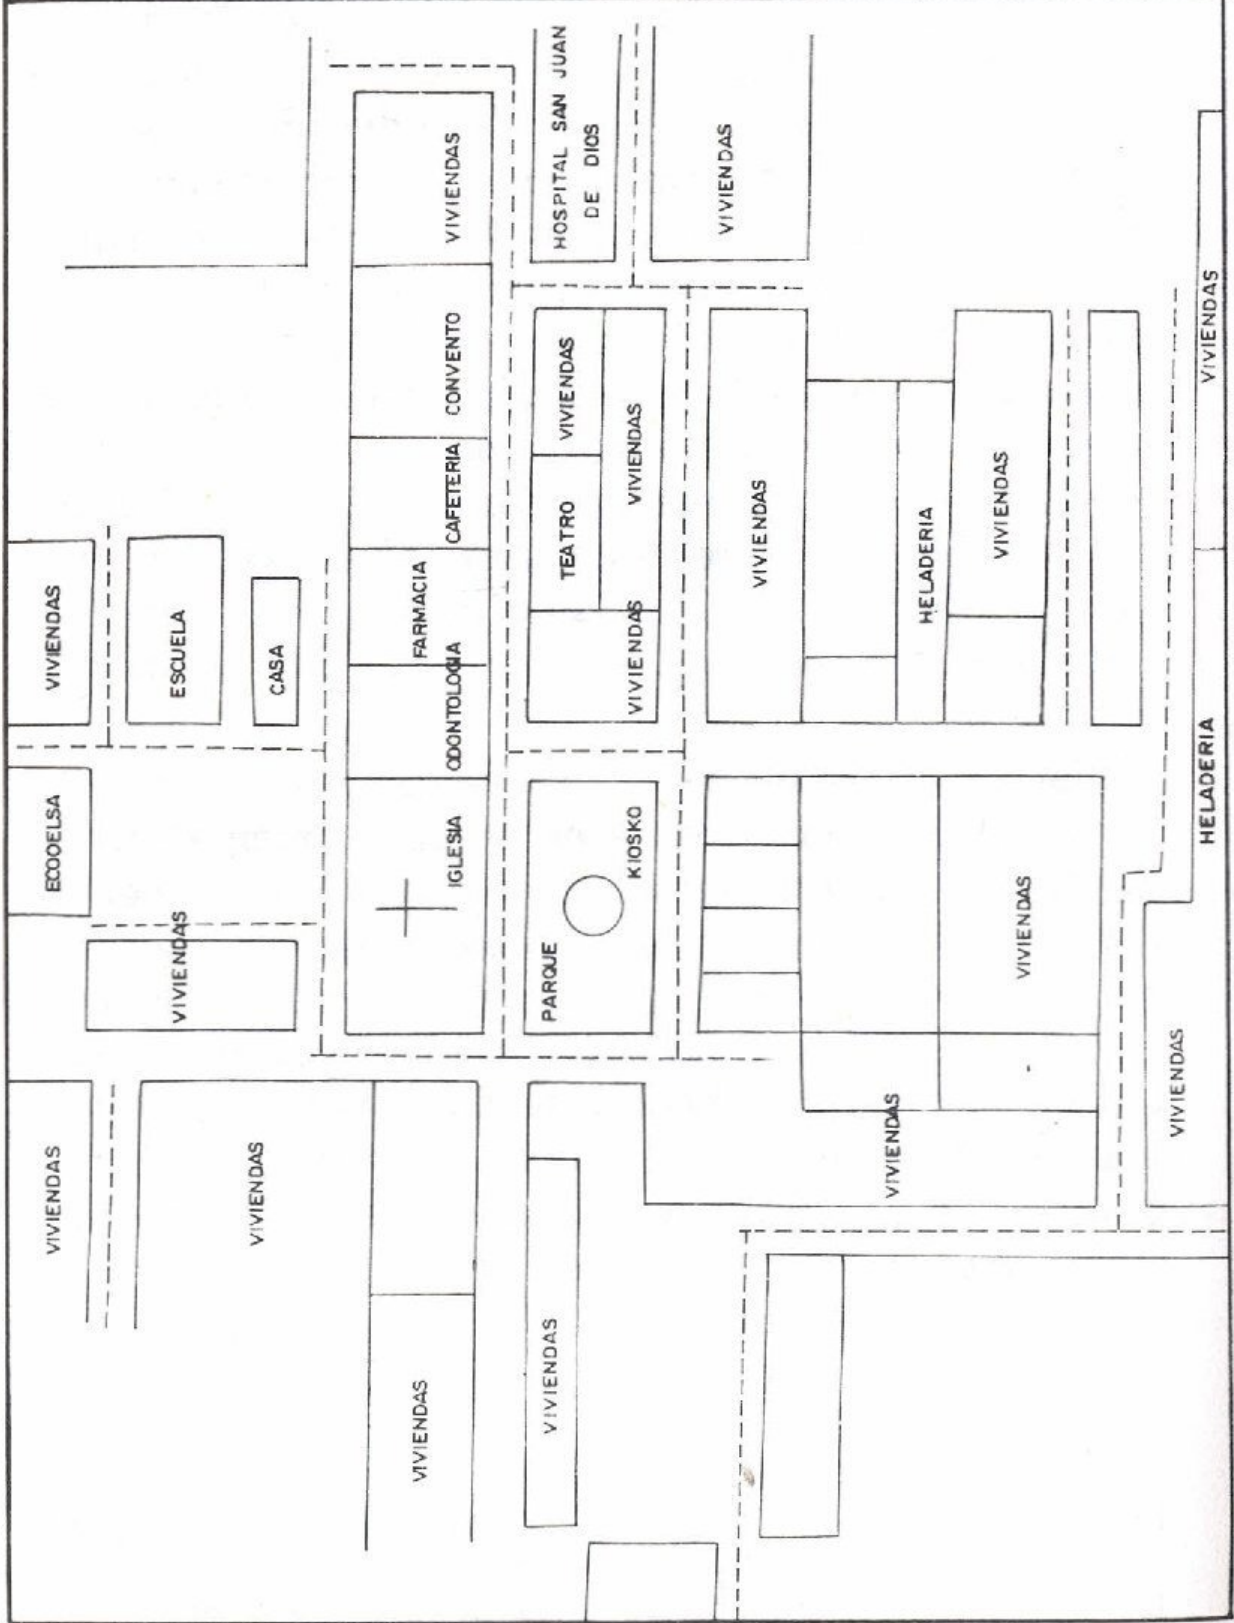 VIVIENDAS
ECOOELSA
VIVIENDAS
VIVIENDAS
ESCUELA
VIVIENDAS
CASA
VIVIENDAS
FARMACIA
IGLESIA
ODONTOLOGIA
CAFETERIA
CONVENTO
VIVIENDAS
VIVIENDAS
PARQUE
TEATRO
VIVIENDAS
HOSPITAL SAN JUAN
DE DIOS
KIOSKO
VIVIENDAS
VIVIENDAS
VIVIENDAS
VIVIENDAS
VIVIENDAS
HELADERIA
VIVIENDAS
VIVIENDAS
VIVIENDAS
HELADERIA
VIVIENDAS